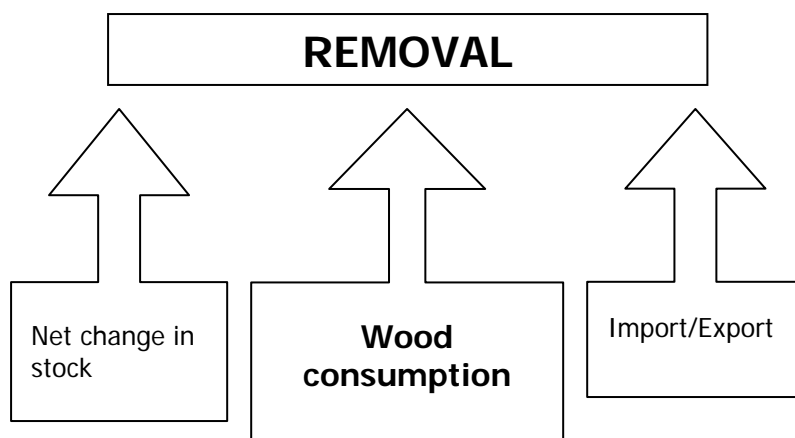 REMOVAL
Net change in
stock
Wood
consumption
Import/Export